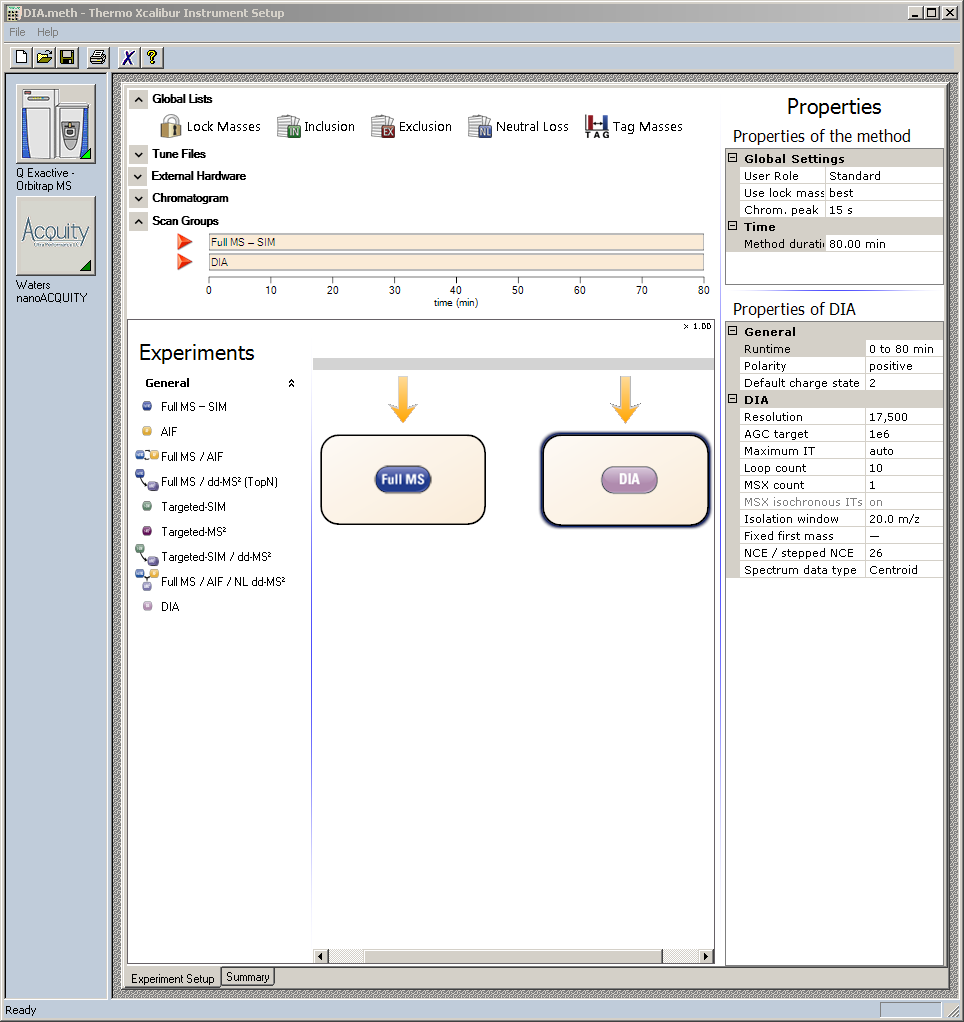 DIA.meth - Thermo Xcalibur Instrument Setup
File Help
Q Exactive -
Orbitrap MS
Acquity
Waters
nanoACQUITY
Global Lists
Lock Masses
IN
Inclusion
EX
Exclusion
NL
Neutral Loss
TAG
Tag Masses
Tune Files
External Hardware
Chromatogram
Scan Groups
Full MS – SIM
DIA
0 10 20 30 40 50 60 70 80
time (min)
× 1.00
Experiments
General
Full MS – SIM
AIF
Full MS / AIF
Full MS / dd-MS² (TopN)
Targeted-SIM
Targeted-MS²
Targeted-SIM / dd-MS²
Full MS / AIF / NL dd-MS²
DIA
Full MS
DIA
Experiment Setup
Summary
Properties
Properties of the method
Global Settings
User Role Standard
Use lock mass best
Chrom. peak 15 s
Time
Method durati 80.00 min
Properties of DIA
General
Runtime 0 to 80 min
Polarity positive
Default charge state 2
DIA
Resolution 17,500
AGC target 1e6
Maximum IT auto
Loop count 10
MSX count 1
MSX isochronous ITs on
Isolation window 20.0 m/z
Fixed first mass —
NCE / stepped NCE 26
Spectrum data type Centroid
Ready